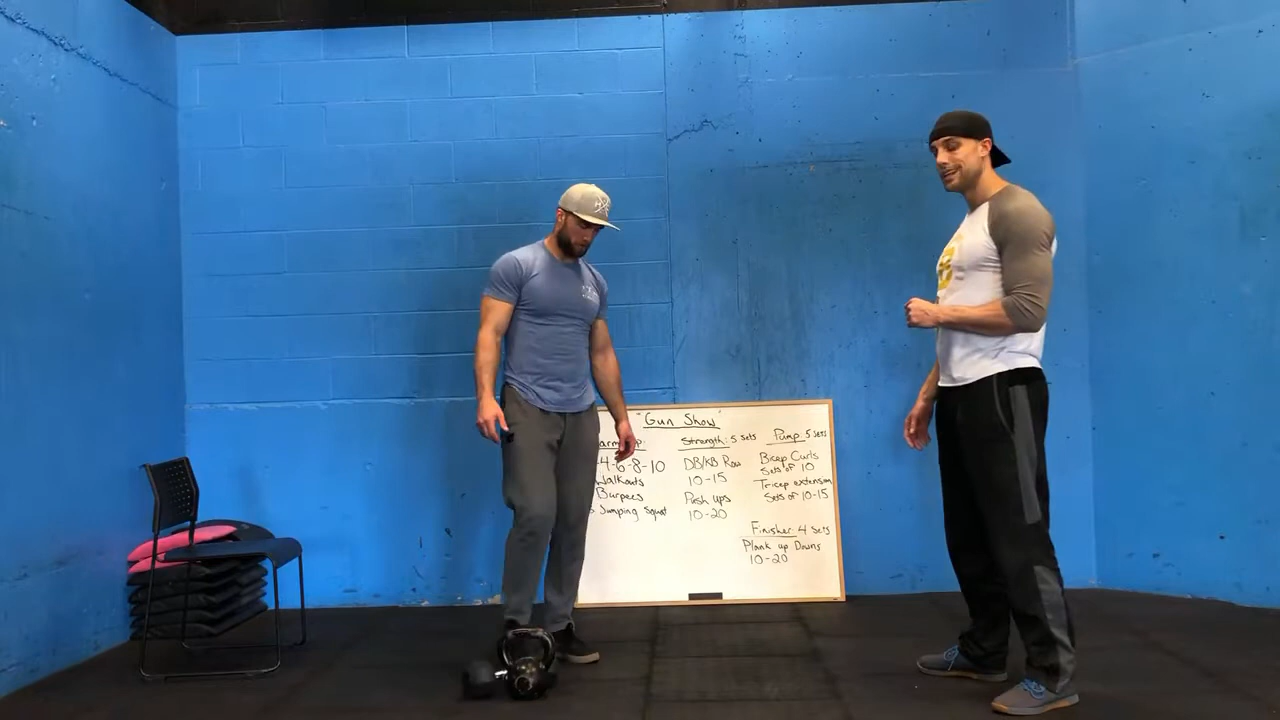 "Gun Show"
arm up:
-4-6-8-10
Walkouts
Burpees
Jumping Squat
Strength: 5 sets
DB/KB Row
10-15
Push ups
10-20
Pump: 5 sets
Bicep Curls
Sets of 10
Tricep extension
Sets of 10-15
Finisher: 4 sets
Plank up Downs
10-20